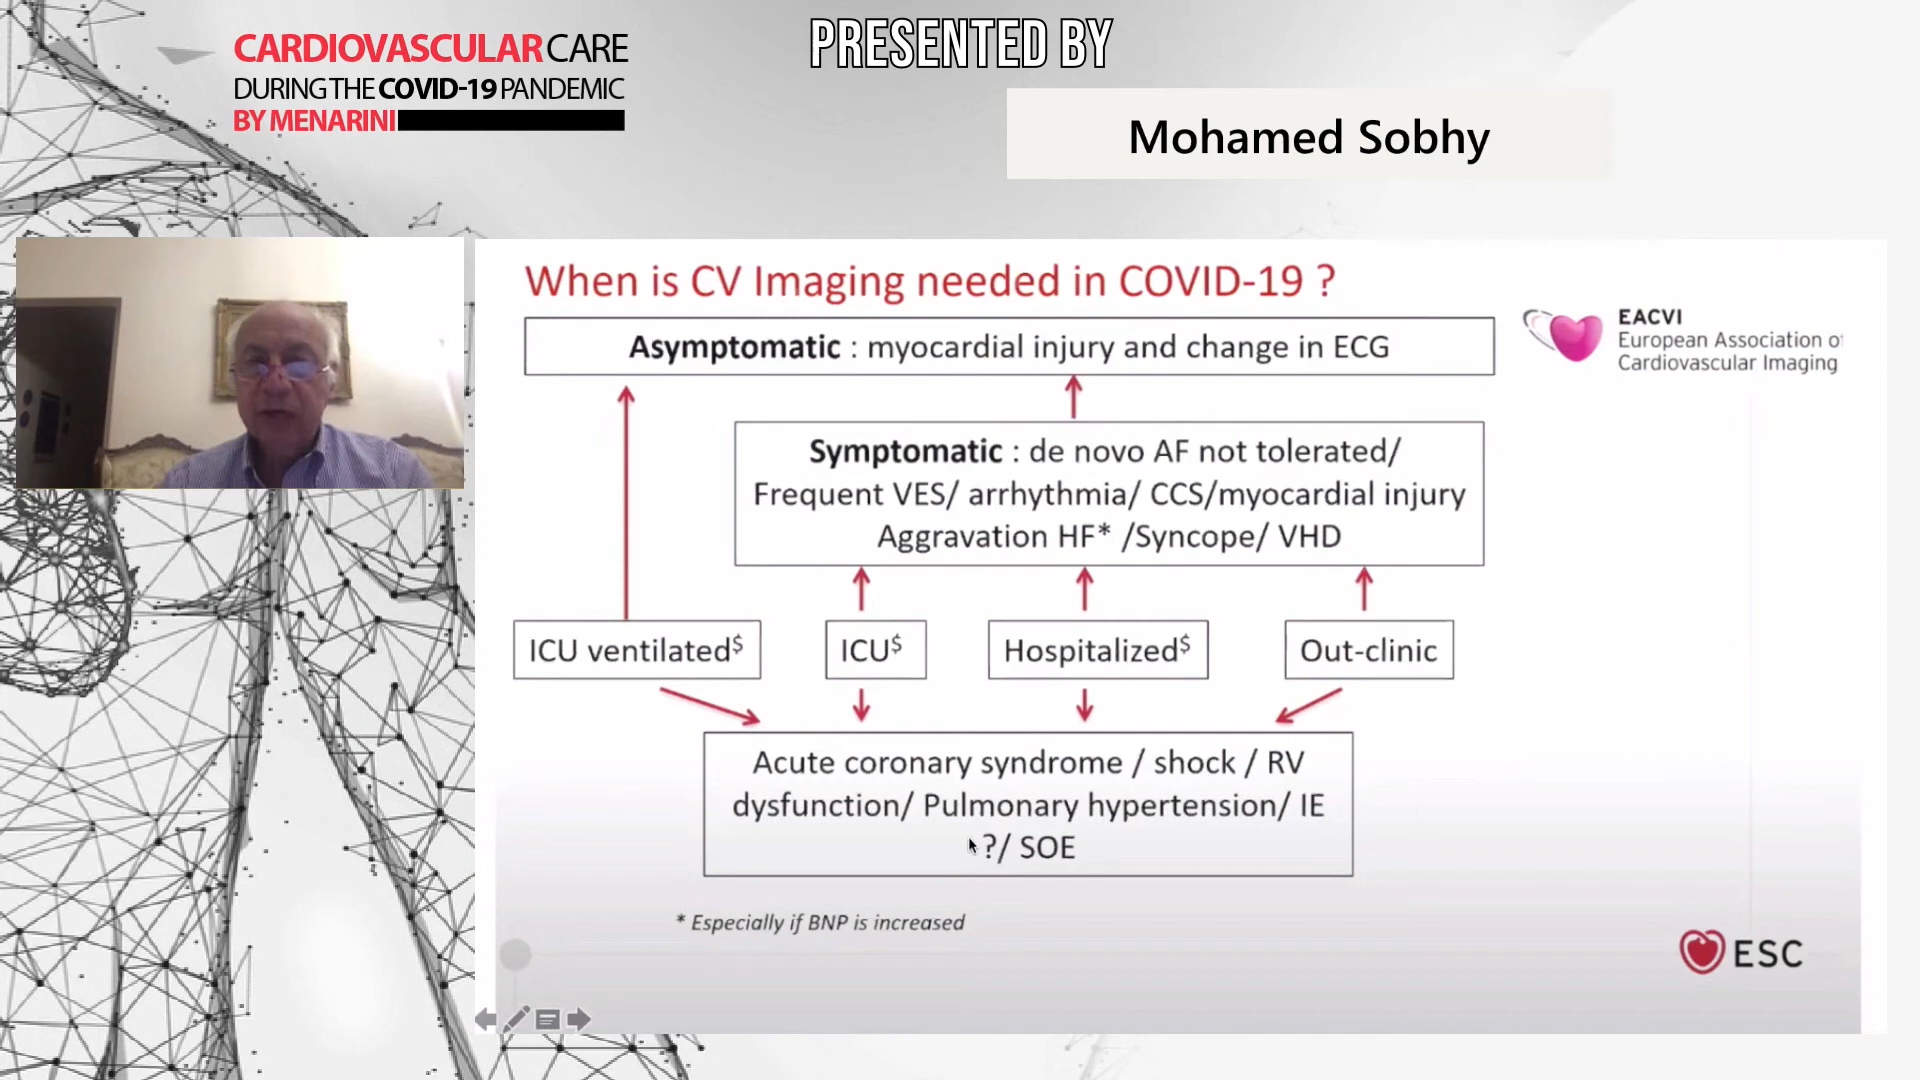 CARDIOVASCULAR CARE
DURING THE COVID-19 PANDEMIC
BY MENARINI
PRESENTED BY
Mohamed Sobhy
When is CV Imaging needed in COVID-19 ?
EACVI
European Association of
Cardiovascular Imaging
Asymptomatic : myocardial injury and change in ECG
Symptomatic : de novo AF not tolerated/
Frequent VES/ arrhythmia/ CCS/myocardial injury
Aggravation HF* /Syncope/ VHD
ICU ventilated$
ICU$
Hospitalized$
Out-clinic
Acute coronary syndrome / shock / RV
dysfunction/ Pulmonary hypertension/ IE
?/ SOE
* Especially if BNP is increased
ESC